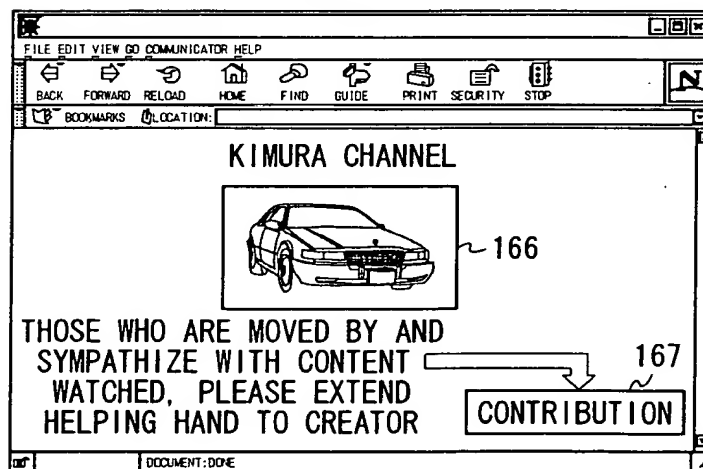 FILE EDIT VIEW GO COMMUNICATOR HELP
BACK FORWARD RELOAD HOME FIND GUIDE PRINT SECURITY STOP
N
BOOKMARKS LOCATION:
KIMURA CHANNEL
166
THOSE WHO ARE MOVED BY AND
SYMPATHIZE WITH CONTENT
WATCHED, PLEASE EXTEND
HELPING HAND TO CREATOR
167
CONTRIBUTION
DOCUMENT:DONE